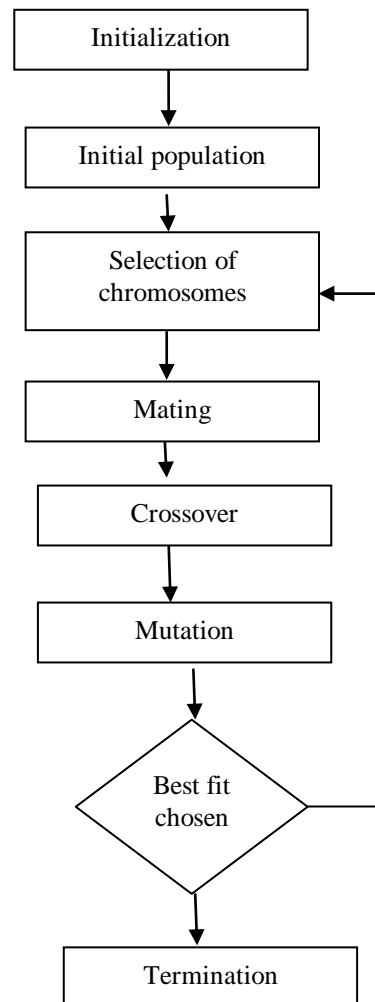 Initialization
Initial population
Selection of
chromosomes
Mating
Crossover
Mutation
Best fit
chosen
Termination